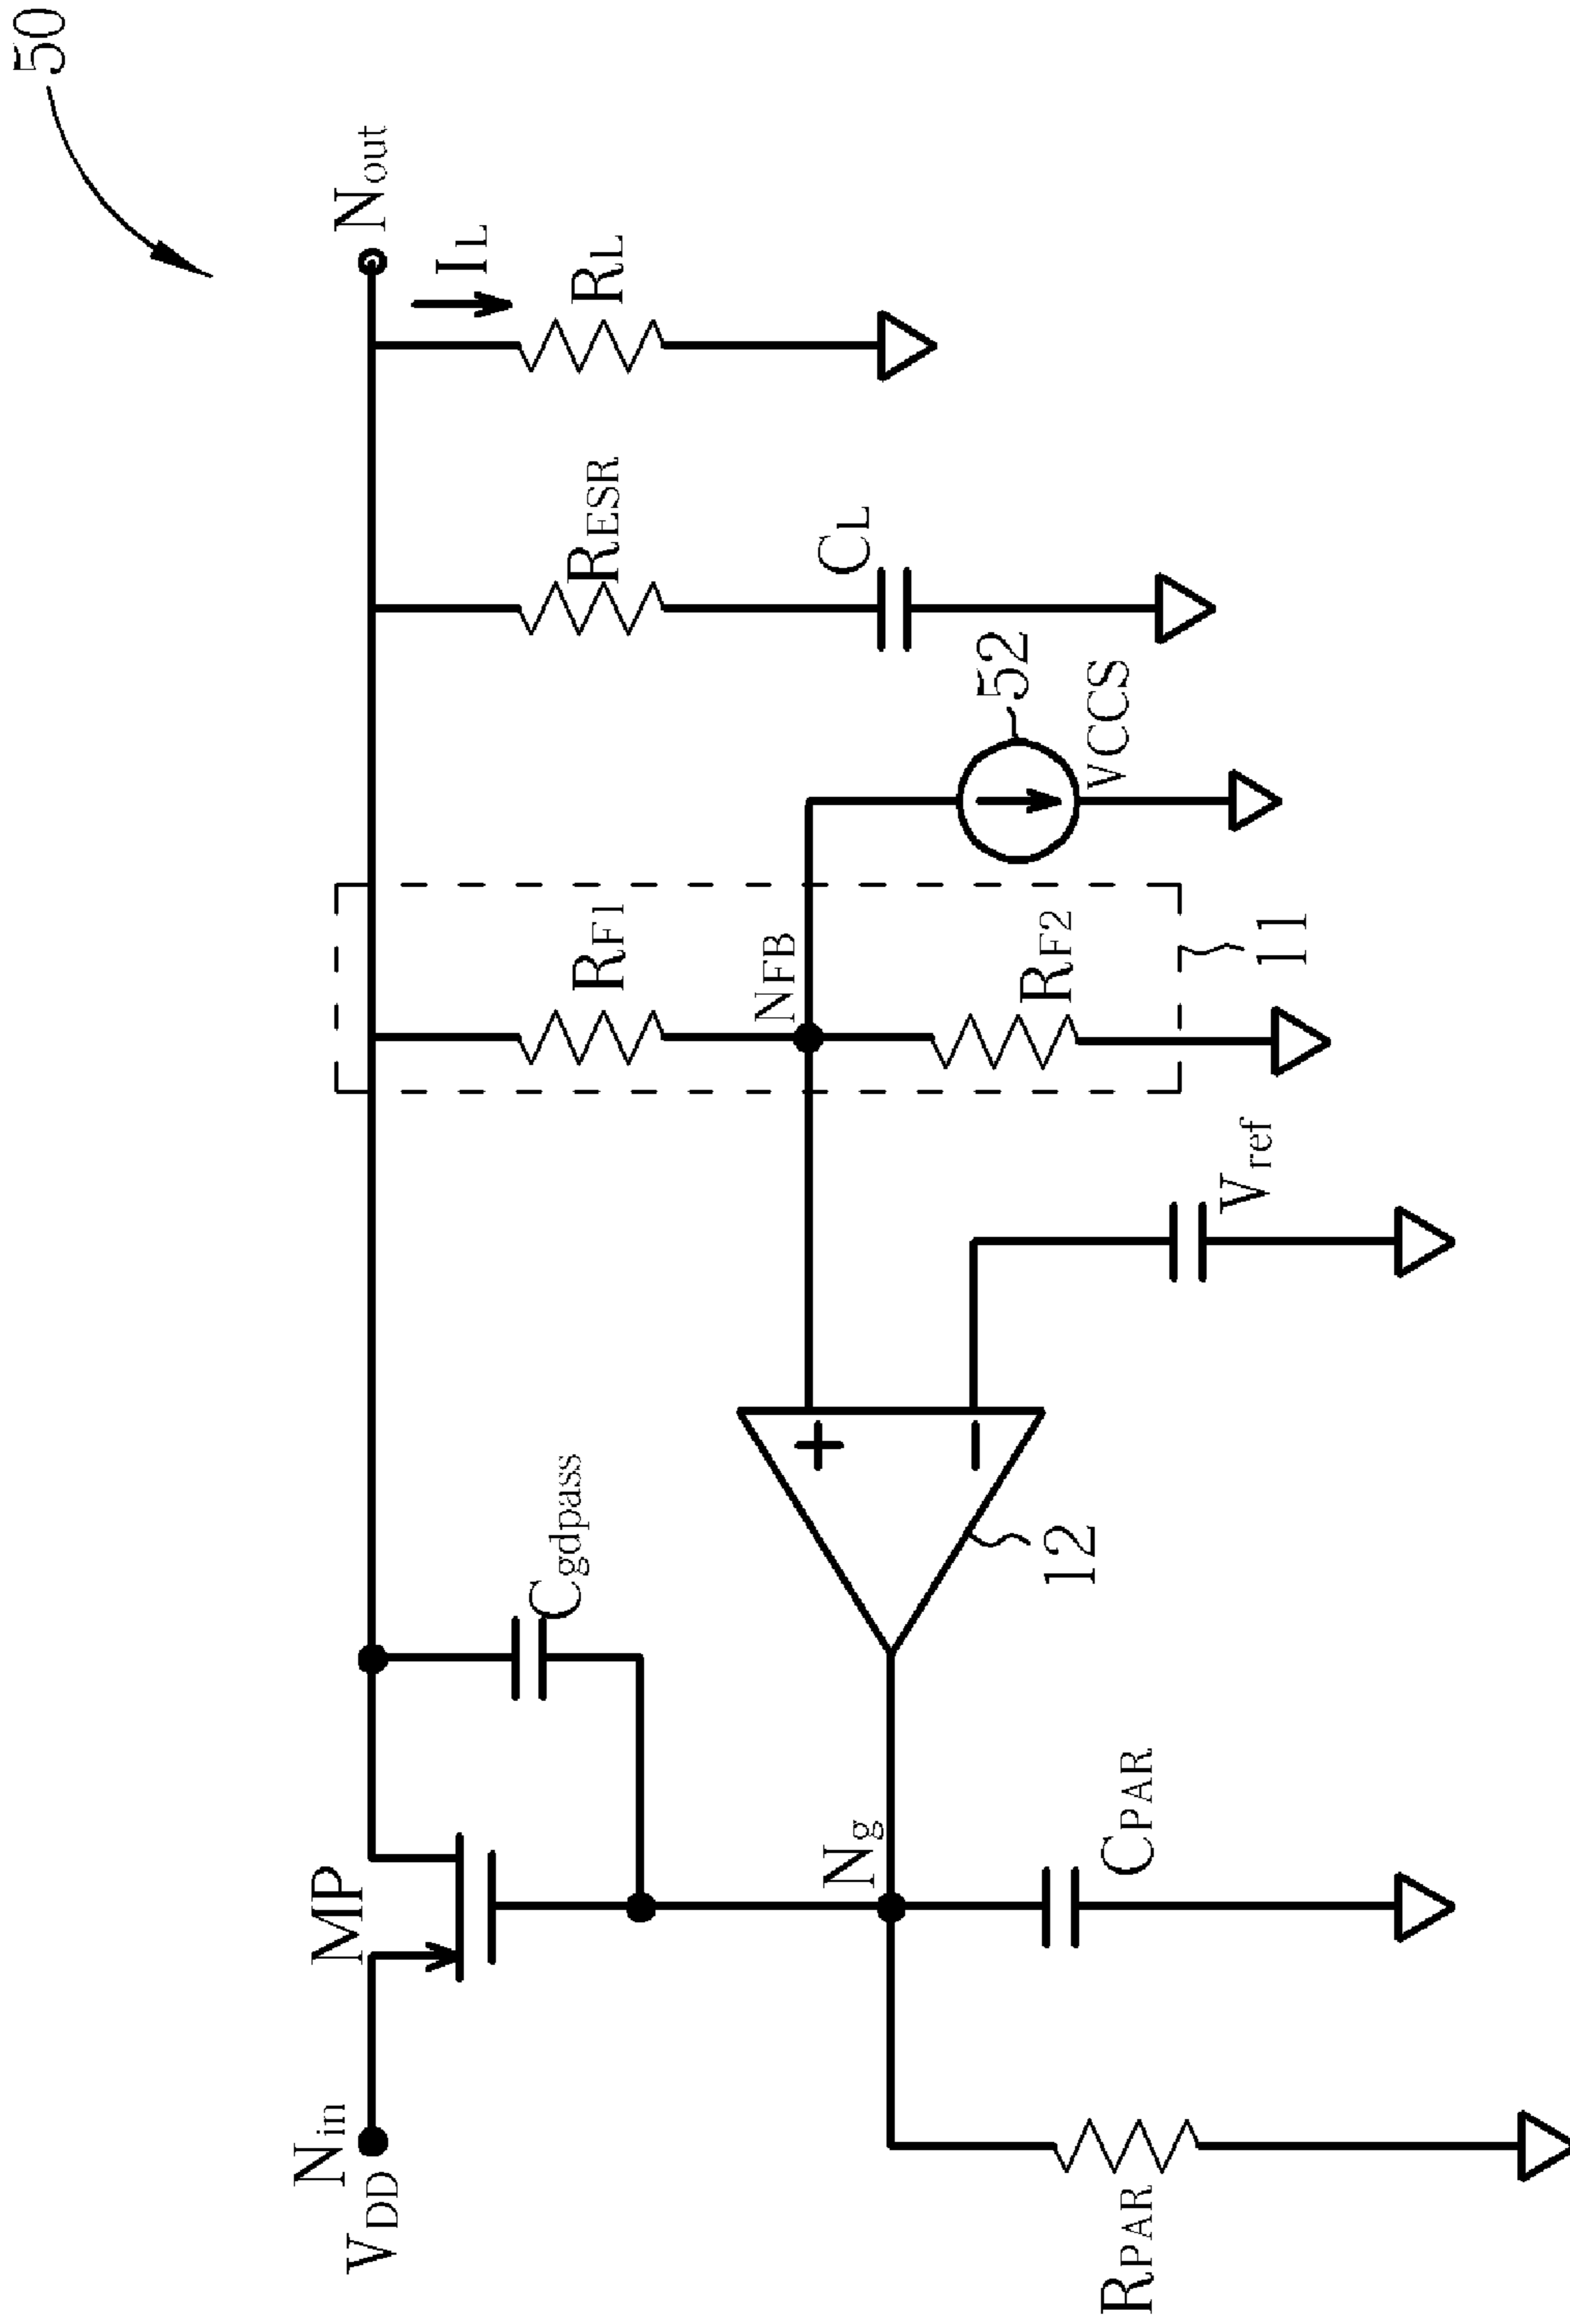 50
Nin
VDD
MP
Cgdpass
Nout
IL
RL
RESR
CL
RF1
NFB
RF2
11
52
VCCS
Vref
+
−
12
Ng
CPAR
RPAR